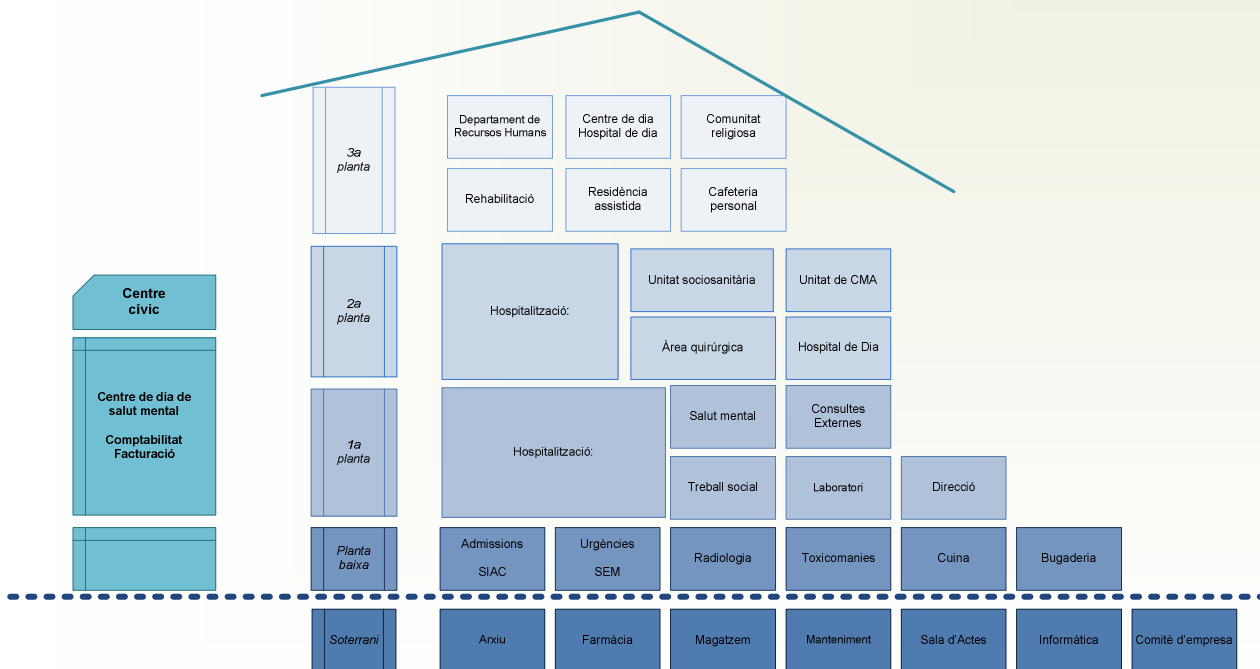 3a
planta
Departament de
Recursos Humans
Centre de dia
Hospital de dia
Comunitat
religiosa
Rehabilitació
Residència
assistida
Cafeteria
personal
Centre
cívic
2a
planta
Hospitalització:
Unitat sociosanitària
Unitat de CMA
Àrea quirúrgica
Hospital de Dia
Centre de dia de
salut mental
Comptabilitat
Facturació
1a
planta
Hospitalització:
Salut mental
Consultes
Externes
Treball social
Laboratori
Direcció
Planta
baixa
Admissions
SIAC
Urgències
SEM
Radiologia
Toxicomanies
Cuina
Bugaderia
Soterrani
Arxiu
Farmàcia
Magatzem
Manteniment
Sala d'Actes
Informàtica
Comitè d'empresa